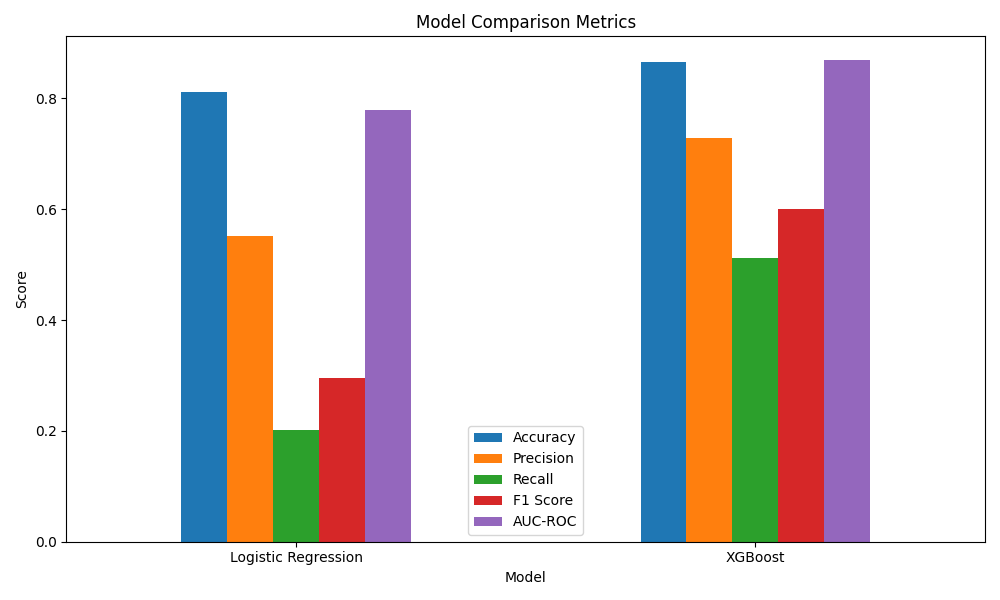 Model Comparison Metrics
Score
0.8
0.6
0.4
0.2
0.0
Accuracy
Precision
Recall
F1 Score
AUC-ROC
Logistic Regression
XGBoost
Model